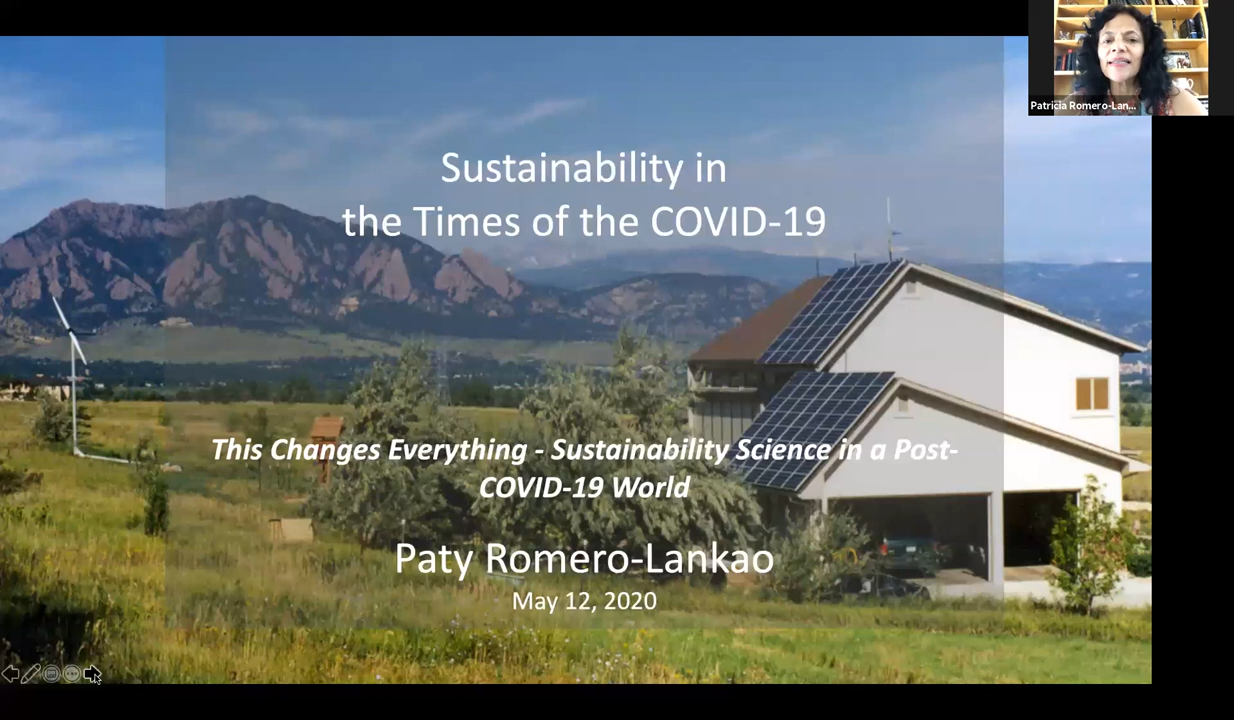 Patricia Romero-Lan...
Sustainability in
the Times of the COVID-19
This Changes Everything - Sustainability Science in a Post-
COVID-19 World
Paty Romero-Lankao
May 12, 2020